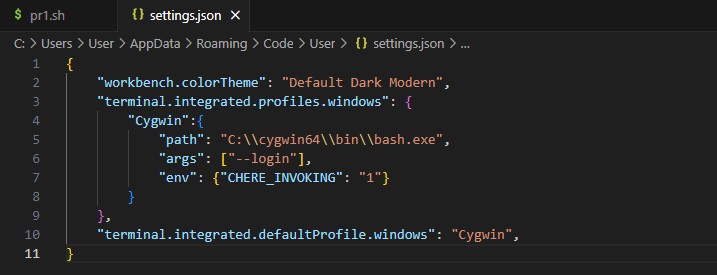 $ pr1.sh {} settings.json ×
C: > Users > User > AppData > Roaming > Code > User > {} settings.json > ...
1 {
2 "workbench.colorTheme": "Default Dark Modern",
3 "terminal.integrated.profiles.windows": {
4 "Cygwin":{
5 "path": "C:\\cygwin64\\bin\\bash.exe",
6 "args": ["--login"],
7 "env": {"CHERE_INVOKING": "1"}
8 }
9 },
10 "terminal.integrated.defaultProfile.windows": "Cygwin",
11 }